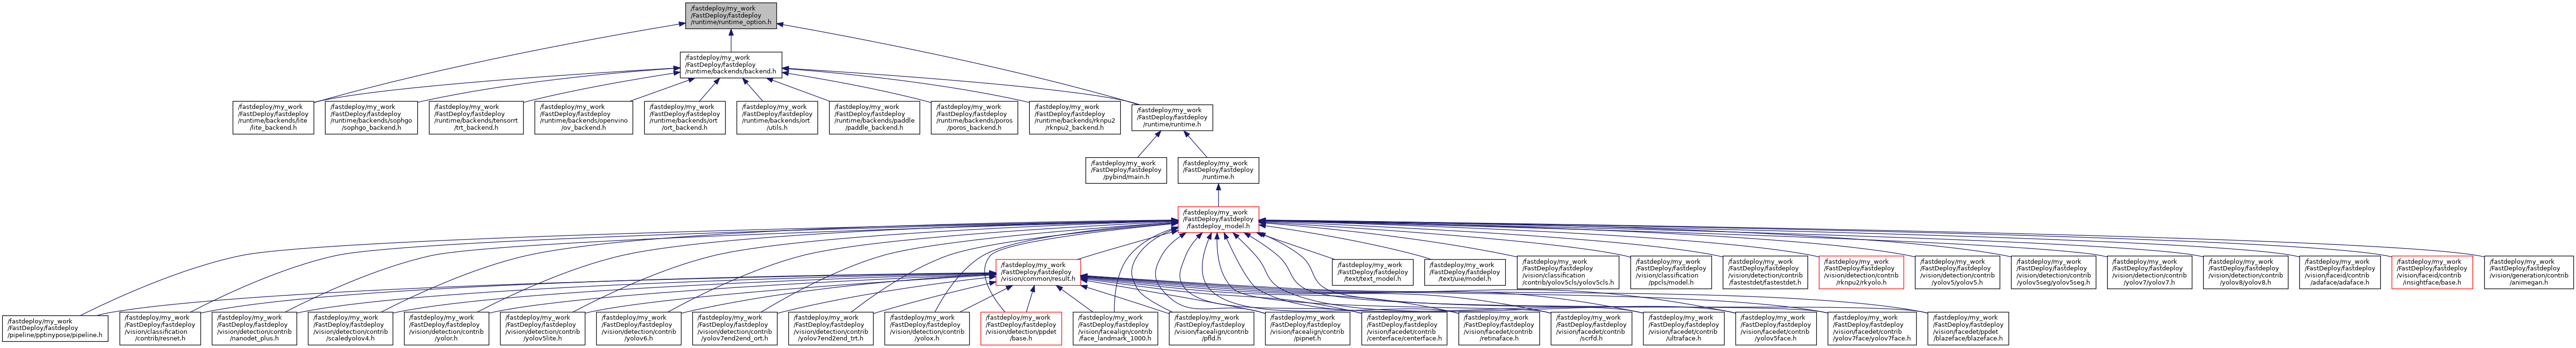 /fastdeploy/my_work
/FastDeploy/fastdeploy
/runtime/runtime_option.h
/fastdeploy/my_work
/FastDeploy/fastdeploy
/runtime/backends/backend.h
/fastdeploy/my_work
/FastDeploy/fastdeploy
/runtime/backends/lite
/lite_backend.h
/fastdeploy/my_work
/FastDeploy/fastdeploy
/runtime/backends/sophgo
/sophgo_backend.h
/fastdeploy/my_work
/FastDeploy/fastdeploy
/runtime/backends/tensorrt
/trt_backend.h
/fastdeploy/my_work
/FastDeploy/fastdeploy
/runtime/backends/openvino
/ov_backend.h
/fastdeploy/my_work
/FastDeploy/fastdeploy
/runtime/backends/ort
/ort_backend.h
/fastdeploy/my_work
/FastDeploy/fastdeploy
/runtime/backends/ort
/utils.h
/fastdeploy/my_work
/FastDeploy/fastdeploy
/runtime/backends/paddle
/paddle_backend.h
/fastdeploy/my_work
/FastDeploy/fastdeploy
/runtime/backends/poros
/poros_backend.h
/fastdeploy/my_work
/FastDeploy/fastdeploy
/runtime/backends/rknpu2
/rknpu2_backend.h
/fastdeploy/my_work
/FastDeploy/fastdeploy
/runtime/runtime.h
/fastdeploy/my_work
/FastDeploy/fastdeploy
/pybind/main.h
/fastdeploy/my_work
/FastDeploy/fastdeploy
/runtime.h
/fastdeploy/my_work
/FastDeploy/fastdeploy
/fastdeploy_model.h
/fastdeploy/my_work
/FastDeploy/fastdeploy
/vision/common/result.h
/fastdeploy/my_work
/FastDeploy/fastdeploy
/text/text_model.h
/fastdeploy/my_work
/FastDeploy/fastdeploy
/text/uie/model.h
/fastdeploy/my_work
/FastDeploy/fastdeploy
/vision/classification
/contrib/yolov5cls/yolov5cls.h
/fastdeploy/my_work
/FastDeploy/fastdeploy
/vision/classification
/ppcls/model.h
/fastdeploy/my_work
/FastDeploy/fastdeploy
/vision/detection/contrib
/fastestdet/fastestdet.h
/fastdeploy/my_work
/FastDeploy/fastdeploy
/vision/detection/contrib
/rknpu2/rkyolo.h
/fastdeploy/my_work
/FastDeploy/fastdeploy
/vision/detection/contrib
/yolov5/yolov5.h
/fastdeploy/my_work
/FastDeploy/fastdeploy
/vision/detection/contrib
/yolov5seg/yolov5seg.h
/fastdeploy/my_work
/FastDeploy/fastdeploy
/vision/detection/contrib
/yolov7/yolov7.h
/fastdeploy/my_work
/FastDeploy/fastdeploy
/vision/detection/contrib
/yolov8/yolov8.h
/fastdeploy/my_work
/FastDeploy/fastdeploy
/vision/faceid/contrib
/adaface/adaface.h
/fastdeploy/my_work
/FastDeploy/fastdeploy
/vision/faceid/contrib
/insightface/base.h
/fastdeploy/my_work
/FastDeploy/fastdeploy
/vision/generation/contrib
/animegan.h
/fastdeploy/my_work
/FastDeploy/fastdeploy
/pipeline/pptinypose/pipeline.h
/fastdeploy/my_work
/FastDeploy/fastdeploy
/vision/classification
/contrib/resnet.h
/fastdeploy/my_work
/FastDeploy/fastdeploy
/vision/detection/contrib
/nanodet_plus.h
/fastdeploy/my_work
/FastDeploy/fastdeploy
/vision/detection/contrib
/scaledyolov4.h
/fastdeploy/my_work
/FastDeploy/fastdeploy
/vision/detection/contrib
/yolor.h
/fastdeploy/my_work
/FastDeploy/fastdeploy
/vision/detection/contrib
/yolov5lite.h
/fastdeploy/my_work
/FastDeploy/fastdeploy
/vision/detection/contrib
/yolov6.h
/fastdeploy/my_work
/FastDeploy/fastdeploy
/vision/detection/contrib
/yolov7end2end_ort.h
/fastdeploy/my_work
/FastDeploy/fastdeploy
/vision/detection/contrib
/yolov7end2end_trt.h
/fastdeploy/my_work
/FastDeploy/fastdeploy
/vision/detection/contrib
/yolox.h
/fastdeploy/my_work
/FastDeploy/fastdeploy
/vision/detection/ppdet
/base.h
/fastdeploy/my_work
/FastDeploy/fastdeploy
/vision/facealign/contrib
/face_landmark_1000.h
/fastdeploy/my_work
/FastDeploy/fastdeploy
/vision/facealign/contrib
/pfld.h
/fastdeploy/my_work
/FastDeploy/fastdeploy
/vision/facealign/contrib
/pipnet.h
/fastdeploy/my_work
/FastDeploy/fastdeploy
/vision/facedet/contrib
/centerface/centerface.h
/fastdeploy/my_work
/FastDeploy/fastdeploy
/vision/facedet/contrib
/retinaface.h
/fastdeploy/my_work
/FastDeploy/fastdeploy
/vision/facedet/contrib
/scrfd.h
/fastdeploy/my_work
/FastDeploy/fastdeploy
/vision/facedet/contrib
/ultraface.h
/fastdeploy/my_work
/FastDeploy/fastdeploy
/vision/facedet/contrib
/yolov5face.h
/fastdeploy/my_work
/FastDeploy/fastdeploy
/vision/facedet/contrib
/yolov7face/yolov7face.h
/fastdeploy/my_work
/FastDeploy/fastdeploy
/vision/facedet/ppdet
/blazeface/blazeface.h